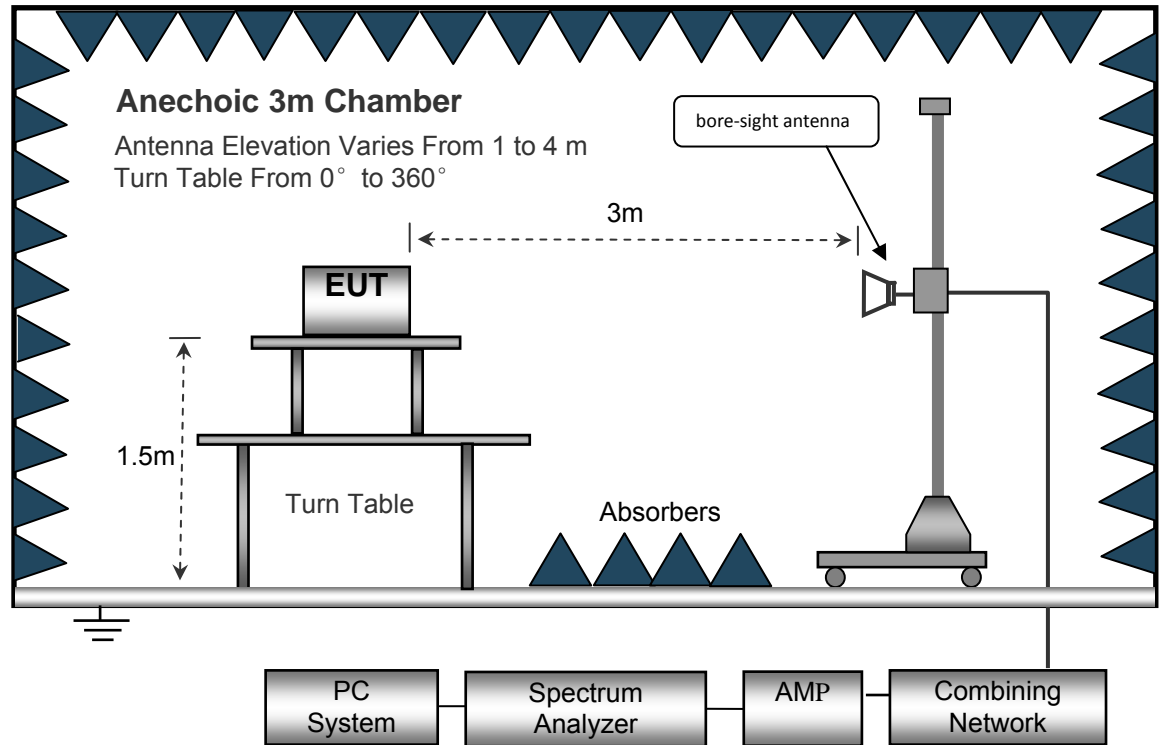 Anechoic 3m Chamber
Antenna Elevation Varies From 1 to 4 m
Turn Table From 0° to 360°
bore-sight antenna
3m
EUT
1.5m
Turn Table
Absorbers
PC
System
Spectrum
Analyzer
AMP
Combining
Network